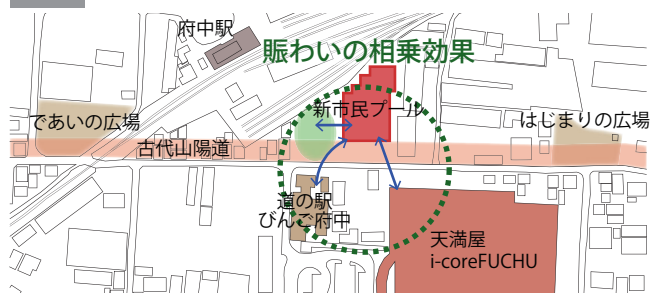 府中駅
賑わいの相乗効果
新市民プール
であいの広場
はじまりの広場
古代山陽道
道の駅
びんご府中
天満屋
i-coreFUCHU